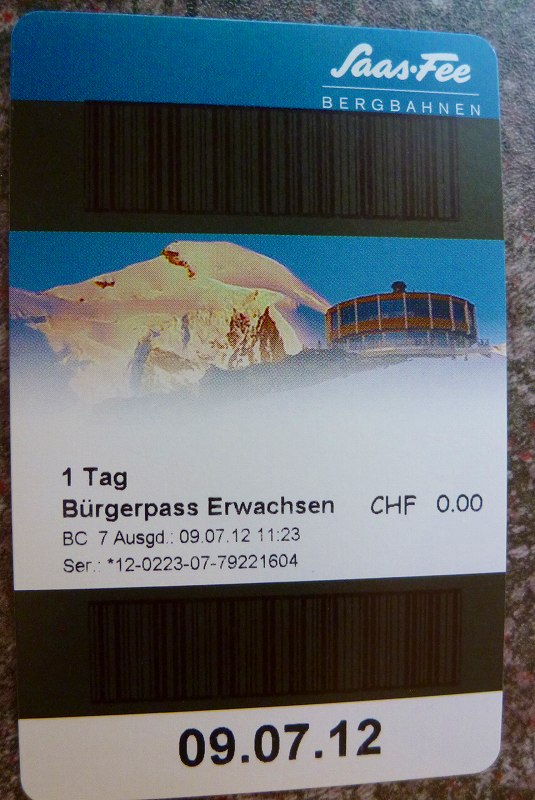 Saas-Fee
BERGBAHNEN
1 Tag
Bürgerpass Erwachsen CHF 0.00
BC 7 Ausgd.: 09.07.12 11:23
Ser.: *12-0223-07-79221604
09.07.12